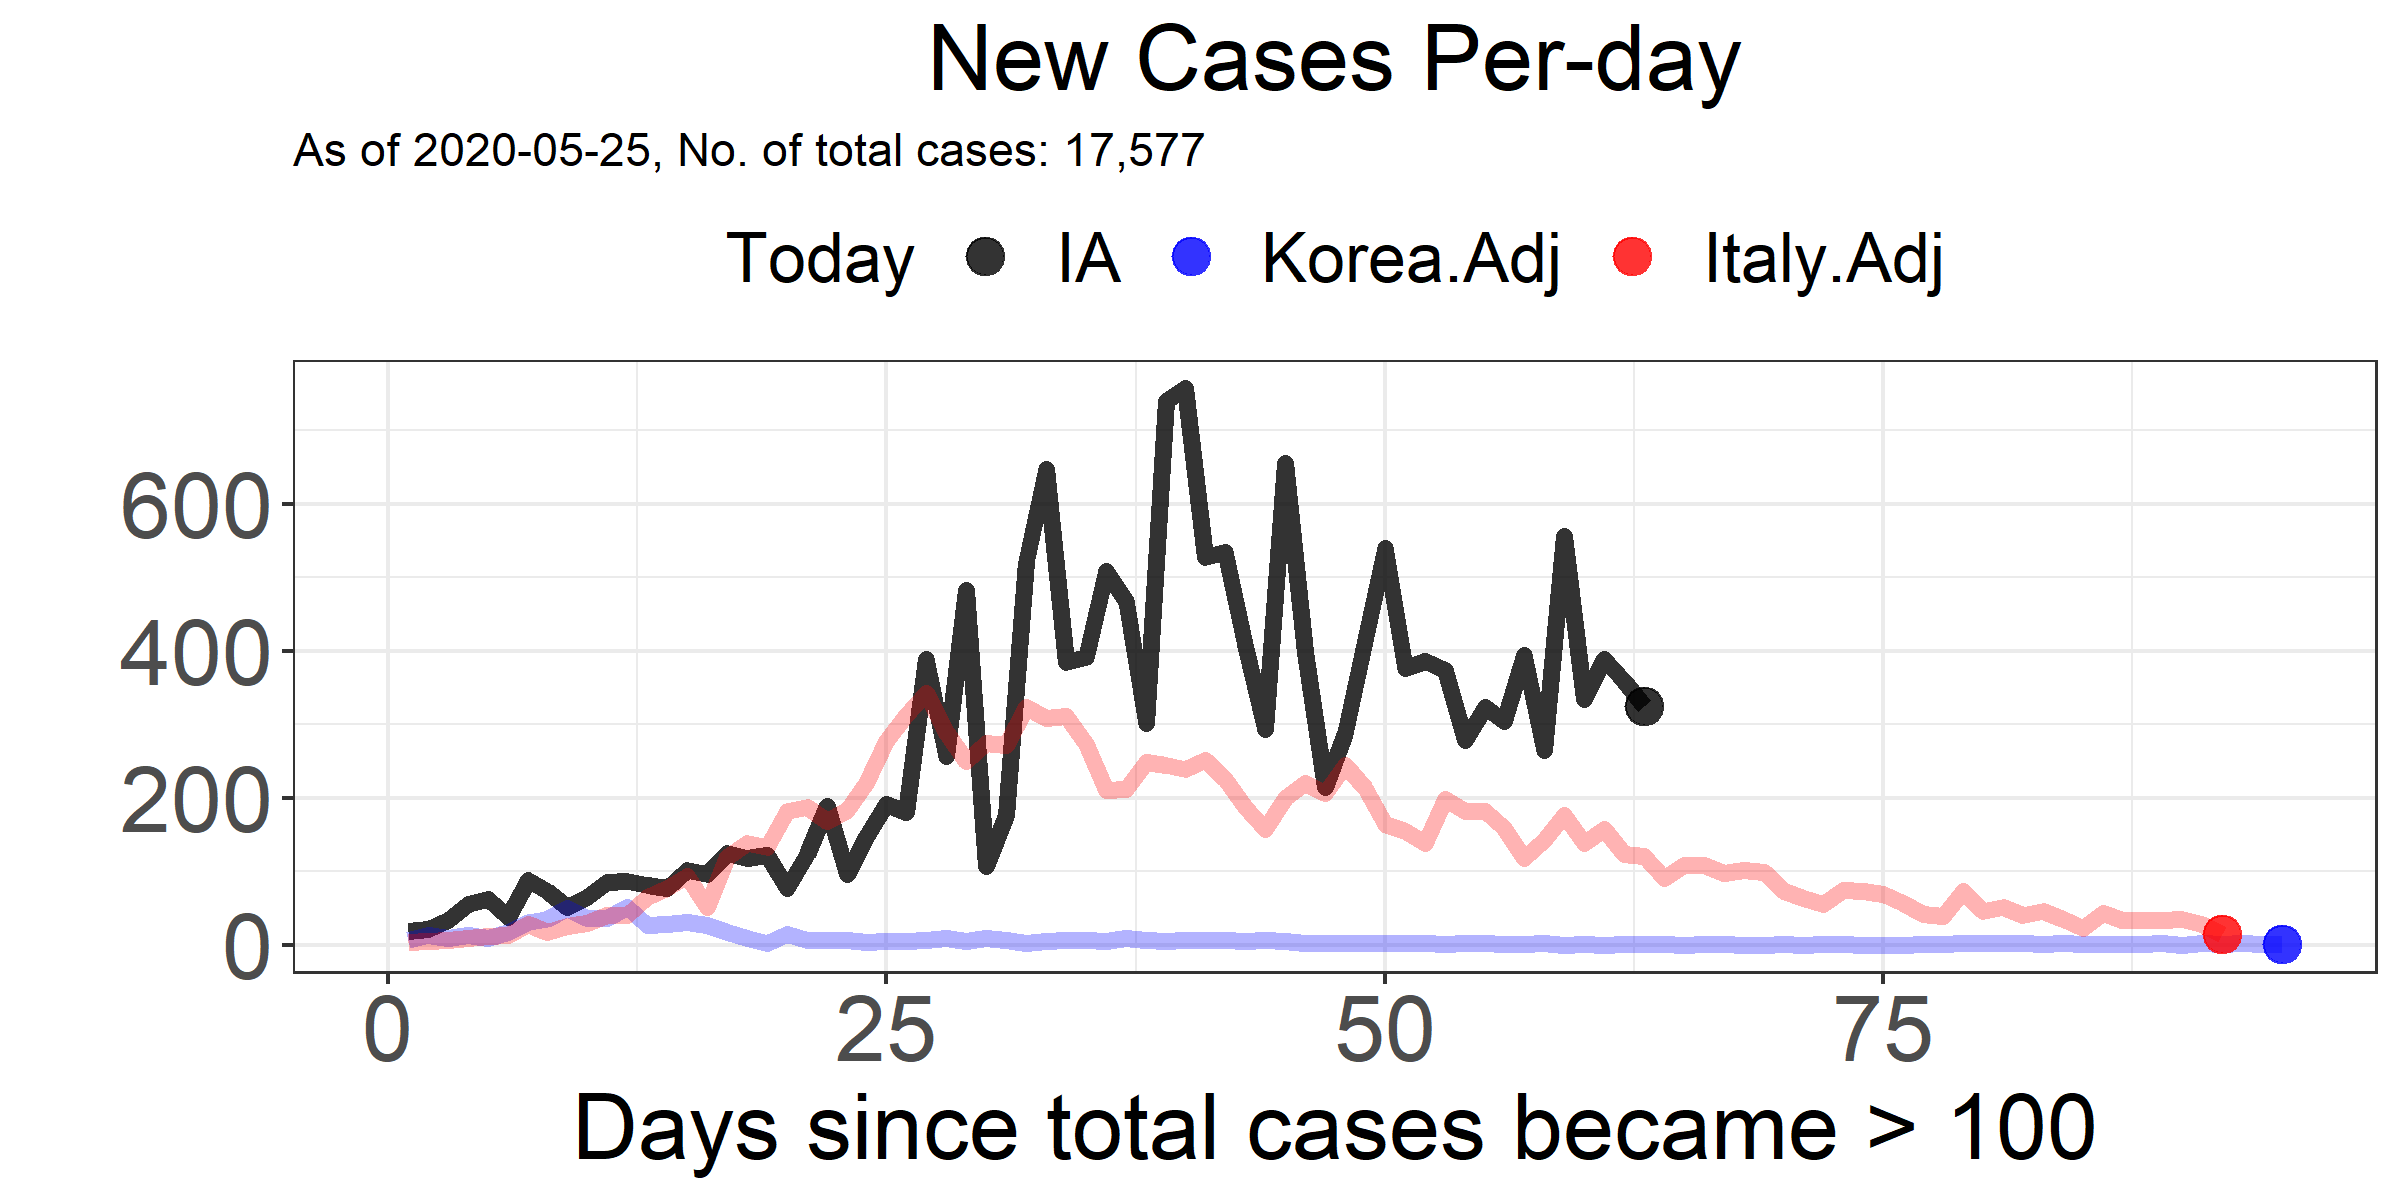 New Cases Per-day
As of 2020-05-25, No. of total cases: 17,577
Today IA Korea.Adj Italy.Adj
600
400
200
0
0 25 50 75
Days since total cases became > 100